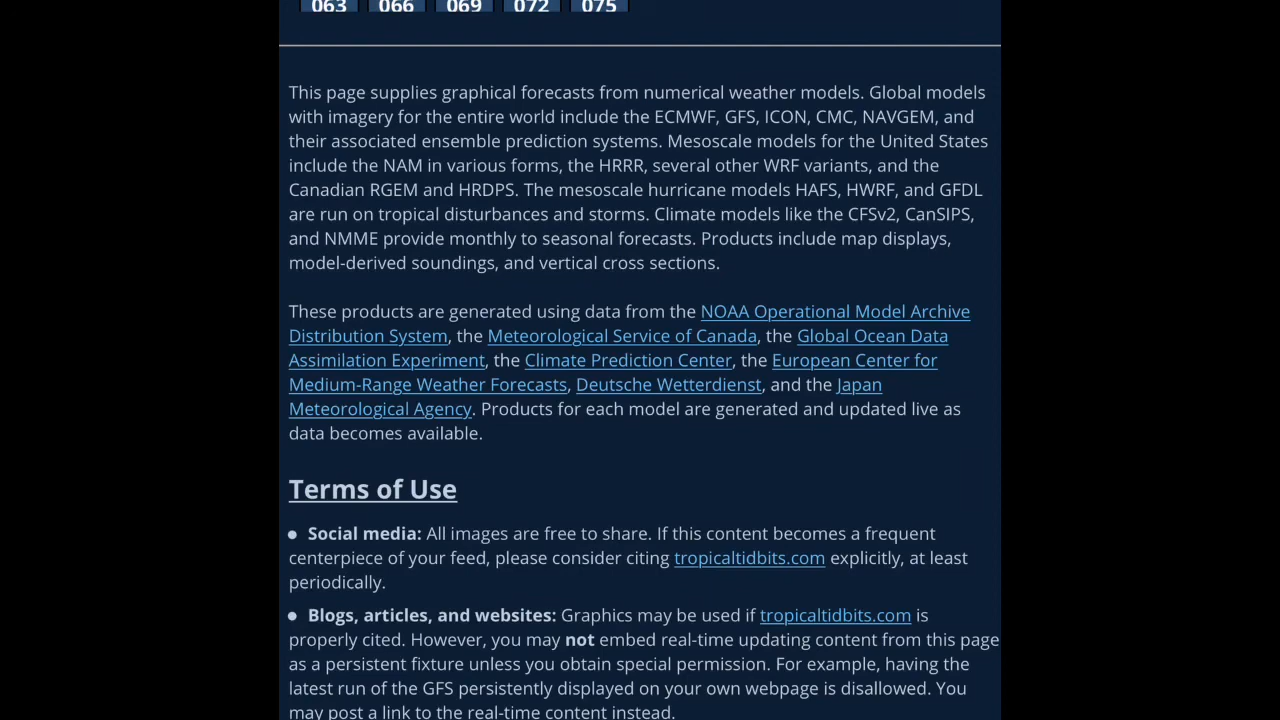 063 066 069 072 075
This page supplies graphical forecasts from numerical weather models. Global models
with imagery for the entire world include the ECMWF, GFS, ICON, CMC, NAVGEM, and
their associated ensemble prediction systems. Mesoscale models for the United States
include the NAM in various forms, the HRRR, several other WRF variants, and the
Canadian RGEM and HRDPS. The mesoscale hurricane models HAFS, HWRF, and GFDL
are run on tropical disturbances and storms. Climate models like the CFSv2, CanSIPS,
and NMME provide monthly to seasonal forecasts. Products include map displays,
model-derived soundings, and vertical cross sections.
These products are generated using data from the NOAA Operational Model Archive
Distribution System, the Meteorological Service of Canada, the Global Ocean Data
Assimilation Experiment, the Climate Prediction Center, the European Center for
Medium-Range Weather Forecasts, Deutsche Wetterdienst, and the Japan
Meteorological Agency. Products for each model are generated and updated live as
data becomes available.
Terms of Use
● Social media: All images are free to share. If this content becomes a frequent
centerpiece of your feed, please consider citing tropicaltidbits.com explicitly, at least
periodically.
● Blogs, articles, and websites: Graphics may be used if tropicaltidbits.com is
properly cited. However, you may not embed real-time updating content from this page
as a persistent fixture unless you obtain special permission. For example, having the
latest run of the GFS persistently displayed on your own webpage is disallowed. You
may post a link to the real-time content instead.